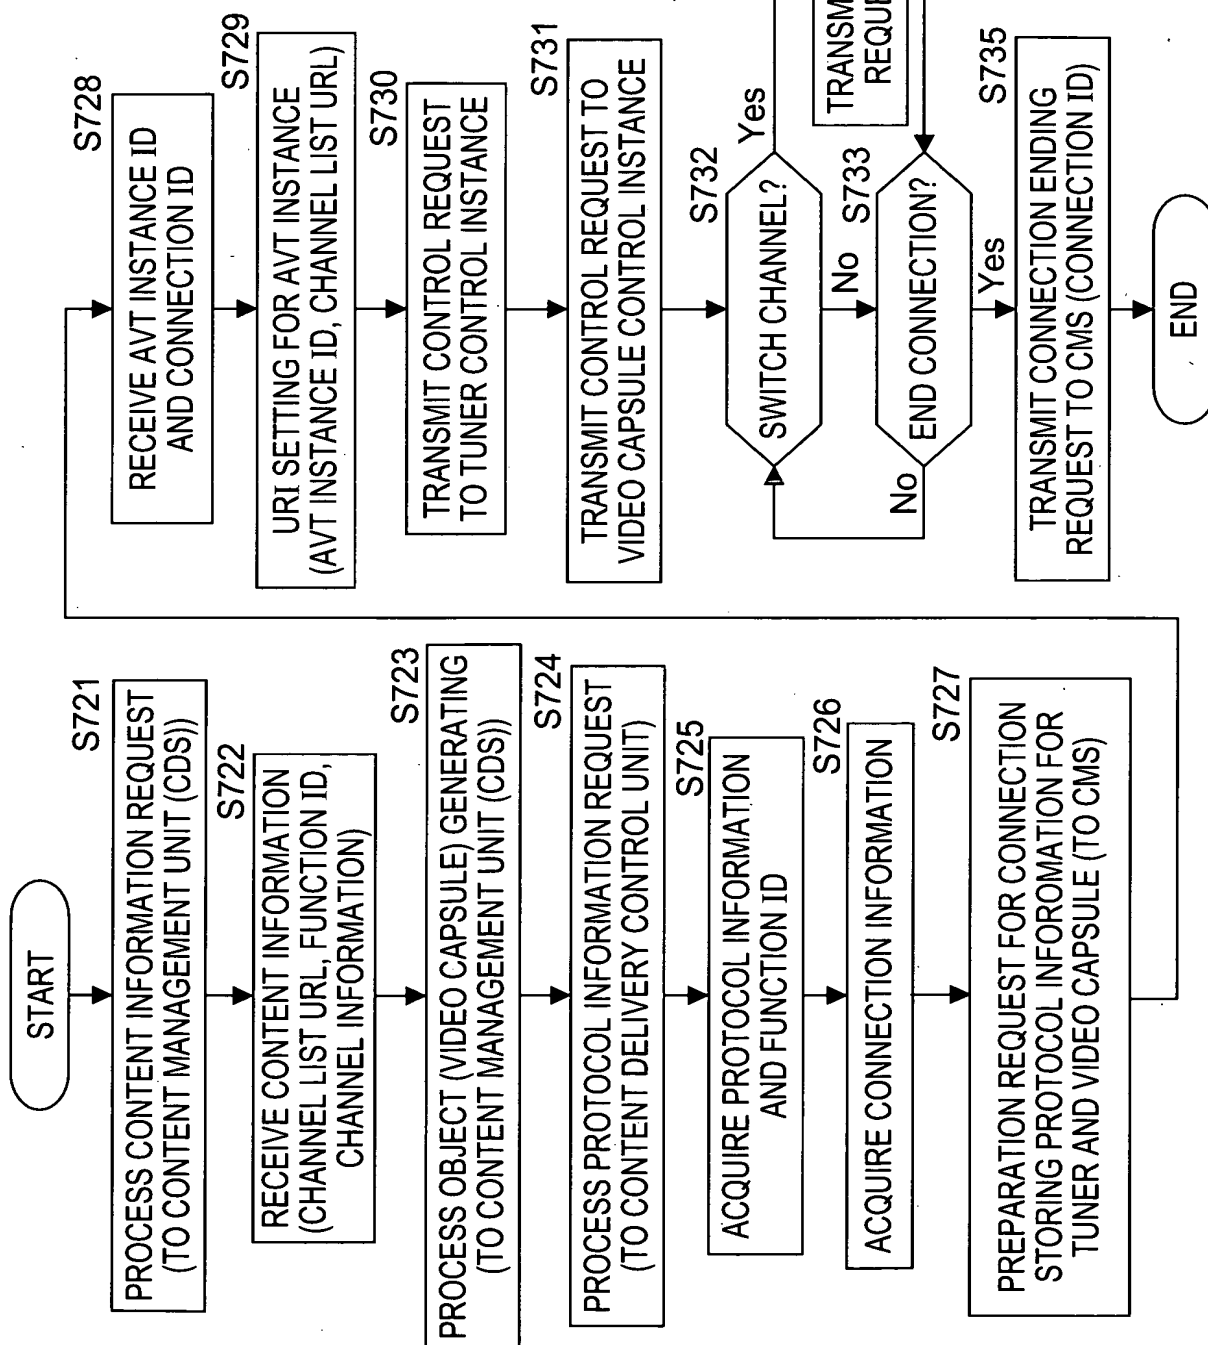 START
S721
PROCESS CONTENT INFORMATION REQUEST
(TO CONTENT MANAGEMENT UNIT (CDS))
S722
RECEIVE CONTENT INFORMATION
(CHANNEL LIST URL, FUNCTION ID,
CHANNEL INFORMATION)
S723
PROCESS OBJECT (VIDEO CAPSULE) GENERATING
(TO CONTENT MANAGEMENT UNIT (CDS))
S724
PROCESS PROTOCOL INFORMATION REQUEST
(TO CONTENT DELIVERY CONTROL UNIT)
S725
ACQUIRE PROTOCOL INFORMATION
AND FUNCTION ID
S726
ACQUIRE CONNECTION INFORMATION
S727
PREPARATION REQUEST FOR CONNECTION
STORING PROTOCOL INFOROMATION FOR
TUNER AND VIDEO CAPSULE (TO CMS)
S728
RECEIVE AVT INSTANCE ID
AND CONNECTION ID
S729
URI SETTING FOR AVT INSTANCE
(AVT INSTANCE ID, CHANNEL LIST URL)
S730
TRANSMIT CONTROL REQUEST
TO TUNER CONTROL INSTANCE
S731
TRANSMIT CONTROL REQUEST TO
VIDEO CAPSULE CONTROL INSTANCE
S732
SWITCH CHANNEL?
Yes
No
S733
END CONNECTION?
No
Yes
S735
TRANSMIT CONNECTION ENDING
REQUEST TO CMS (CONNECTION ID)
END